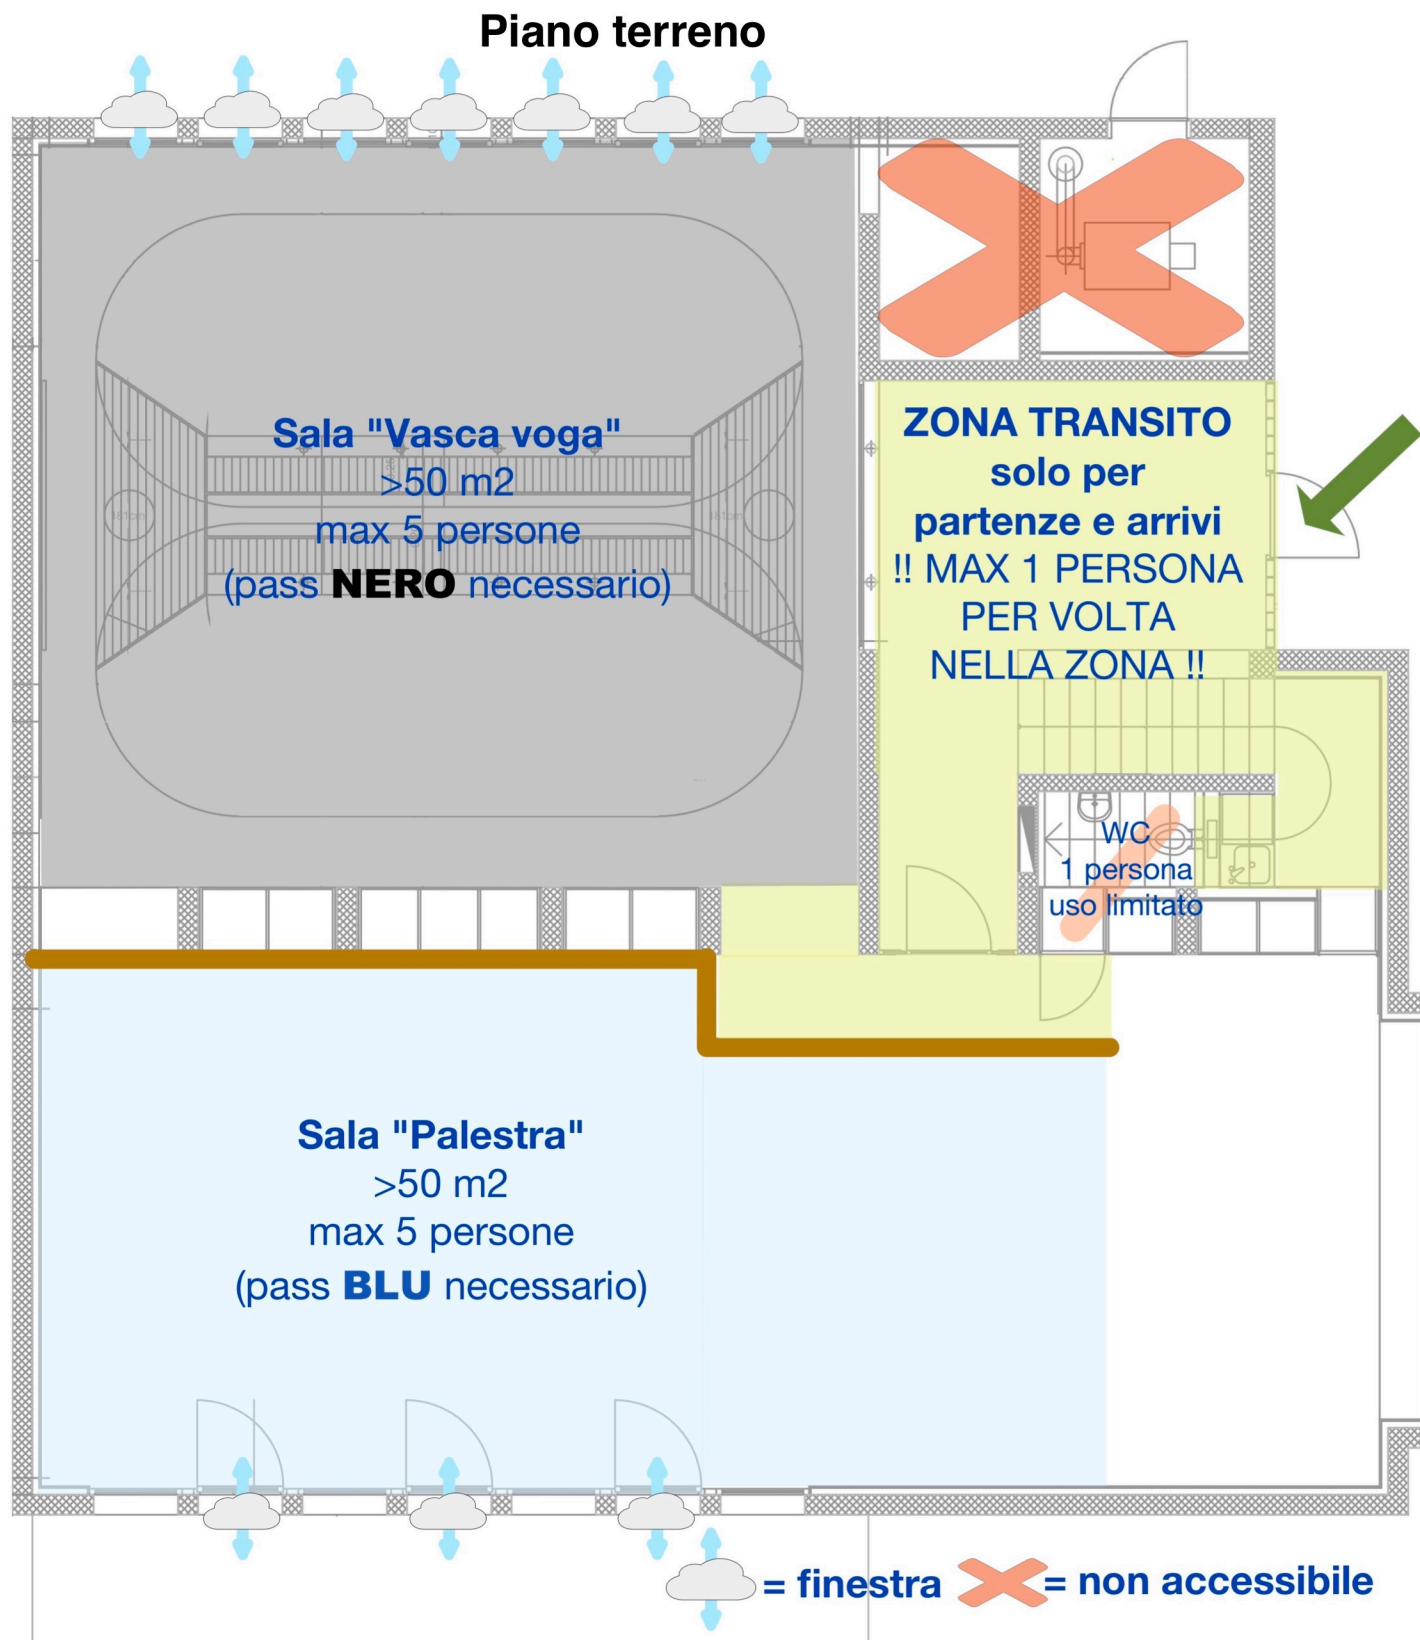 Piano terreno
Sala "Vasca voga"
>50 m2
max 5 persone
(pass NERO necessario)
181cm
181cm
ZONA TRANSITO
solo per
partenze e arrivi
!! MAX 1 PERSONA
PER VOLTA
NELLA ZONA !!
WC
1 persona
uso limitato
Sala "Palestra"
>50 m2
max 5 persone
(pass BLU necessario)
= finestra
= non accessibile